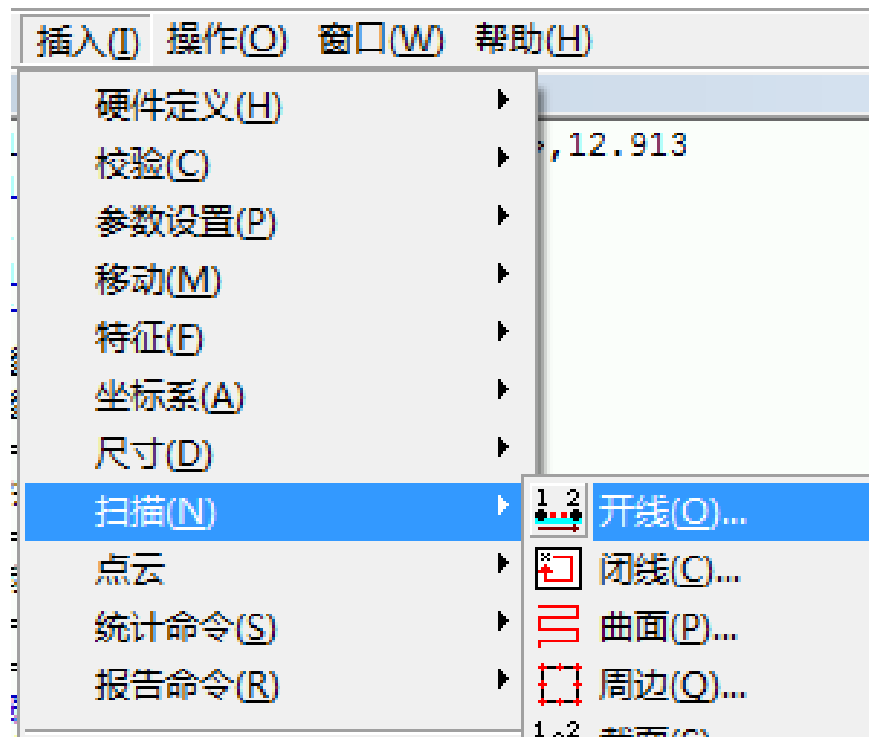 插入(I) 操作(O) 窗口(W) 帮助(H)
硬件定义(H)
,12.913
校验(C)
参数设置(P)
移动(M)
特征(F)
坐标系(A)
尺寸(D)
扫描(N)
点云
统计命令(S)
报告命令(R)
1 2
开线(O)...
闭线(C)...
曲面(P)...
周边(Q)...
1 2